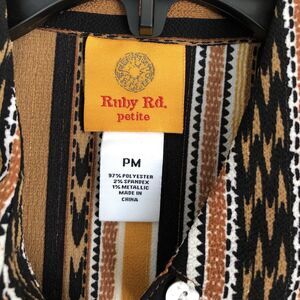 Ruby Rd.
petite
PM
97% POLYESTER
2% SPANDEX
1% METALLIC
MADE IN
CHINA